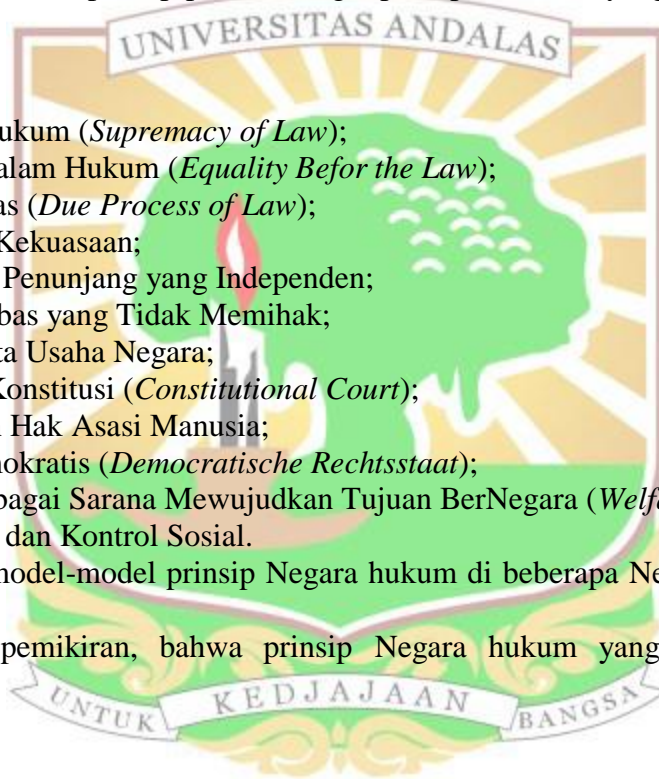 UNIVERSITAS ANDALAS
ukum (Supremacy of Law);
alam Hukum (Equality Befor the Law);
as (Due Process of Law);
Kekuasaan;
Penunjang yang Independen;
bas yang Tidak Memihak;
ta Usaha Negara;
Konstitusi (Constitutional Court);
Hak Asasi Manusia;
mokratis (Democratische Rechtsstaat);
bagai Sarana Mewujudkan Tujuan BerNegara (Welf
dan Kontrol Sosial.
model-model prinsip Negara hukum di beberapa Ne
pemikiran, bahwa prinsip Negara hukum yang
UNTUK KEDJAJAAN BANGSA